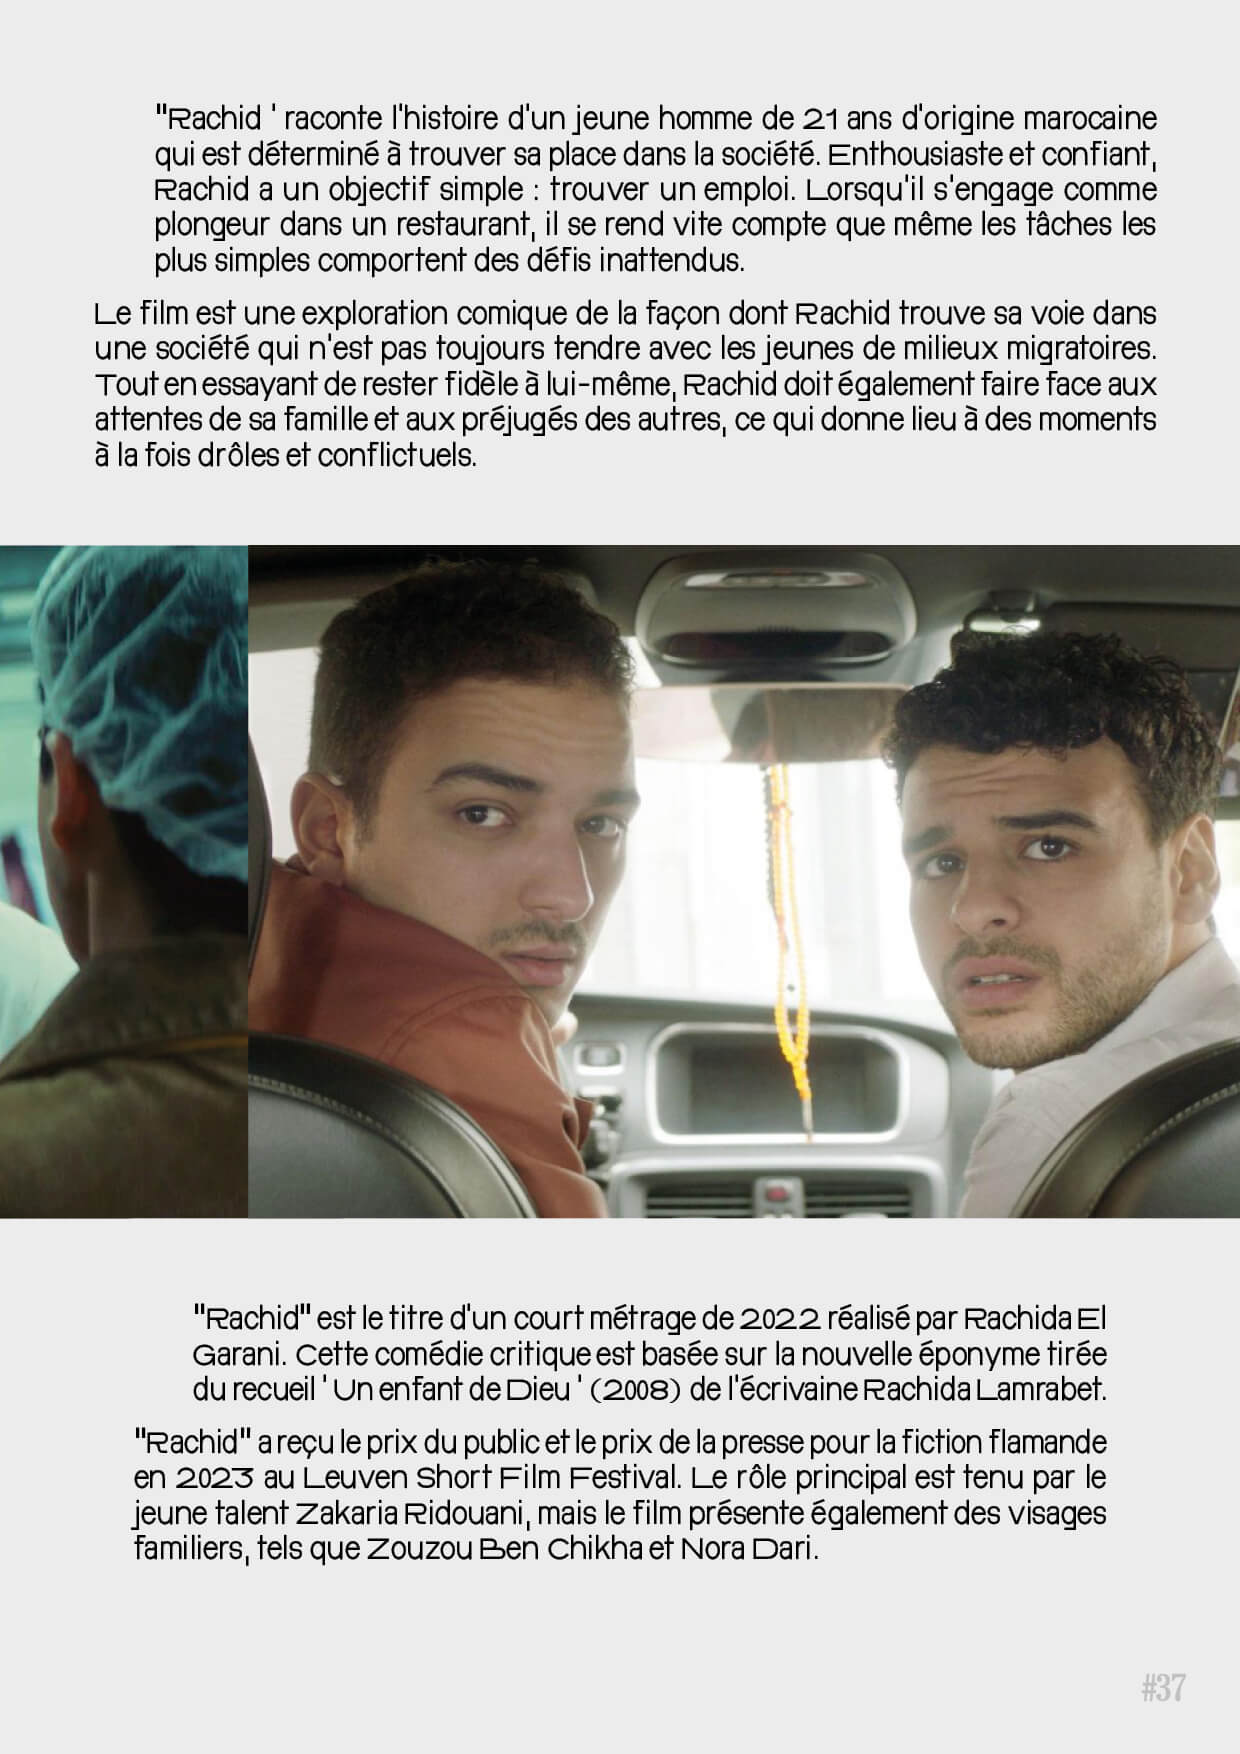 "Rachid ' raconte l'histoire d'un jeune homme de 21 ans d'origine marocaine
qui est déterminé à trouver sa place dans la société. Enthousiaste et confiant,
Rachid a un objectif simple : trouver un emploi. Lorsqu'il s'engage comme
plongeur dans un restaurant, il se rend vite compte que même les tâches les
plus simples comportent des défis inattendus.
Le film est une exploration comique de la façon dont Rachid trouve sa voie dans
une société qui n'est pas toujours tendre avec les jeunes de milieux migratoires.
Tout en essayant de rester fidèle à lui-même, Rachid doit également faire face aux
attentes de sa famille et aux préjugés des autres, ce qui donne lieu à des moments
à la fois drôles et conflictuels.
"Rachid" est le titre d'un court métrage de 2022 réalisé par Rachida El
Garani. Cette comédie critique est basée sur la nouvelle éponyme tirée
du recueil ' Un enfant de Dieu ' (2008) de l'écrivaine Rachida Lamrabet.
"Rachid" a reçu le prix du public et le prix de la presse pour la fiction flamande
en 2023 au Leuven Short Film Festival. Le rôle principal est tenu par le
jeune talent Zakaria Ridouani, mais le film présente également des visages
familiers, tels que Zouzou Ben Chikha et Nora Dari.
#37